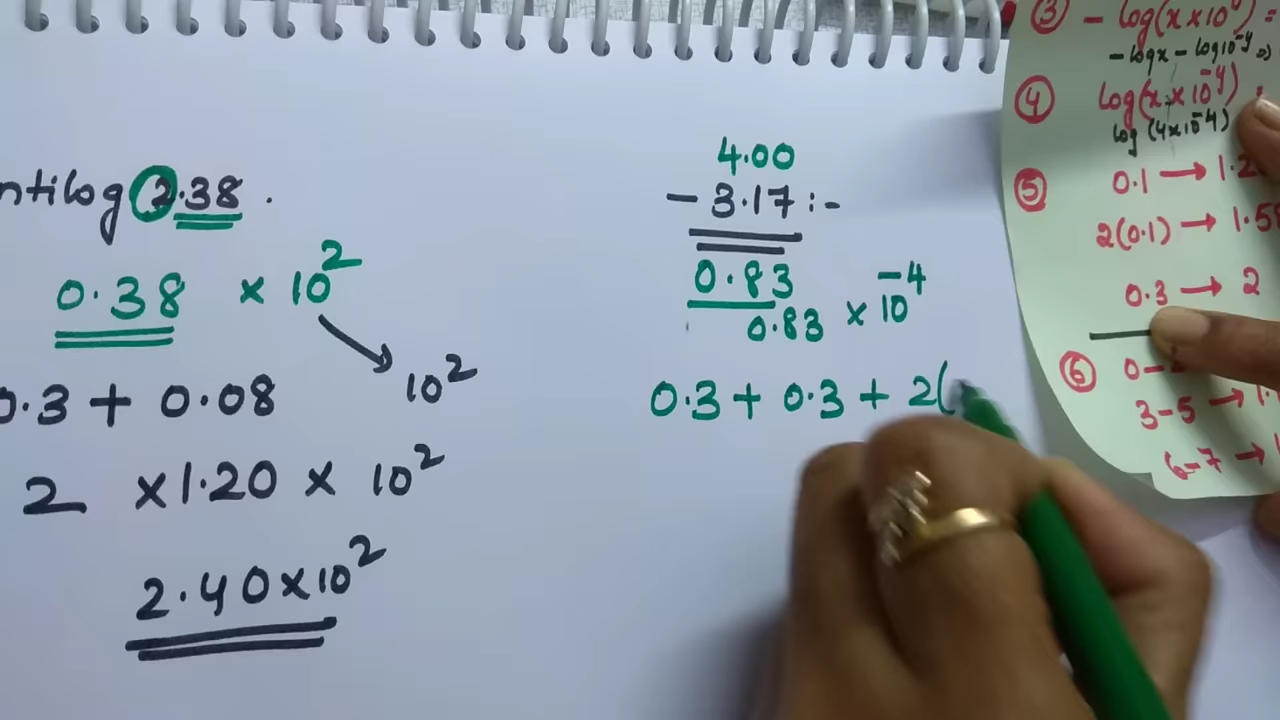 ntilog 2.38 .
0.38 × 10²
10²
0.3 + 0.08
2 × 1.20 × 10²
2.40 × 10²
4.00
- 3.17 :-
0.83
0.83 × 10⁻⁴
0.3 + 0.3 + 2(
③ - log(x × 10
- log x - log 10⁻ʸ ⇒
④ log(x × 10⁻ʸ)
log (4 × 10⁻⁴)
⑤ 0.1 → 1.2
2(0.1) → 1.58
0.3 → 2
⑥ 0 -
3-5 → 1.
6-7 → 1